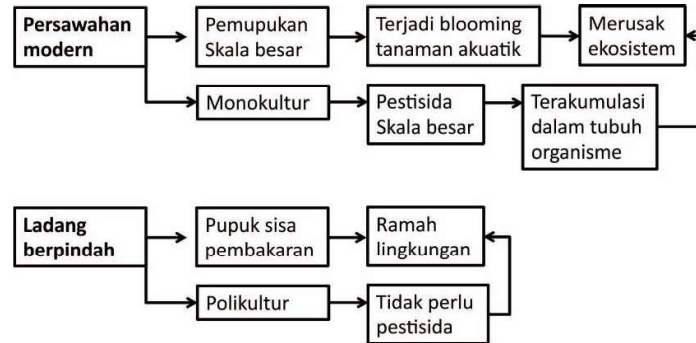 Persawahan
modern
Pemupukan
Skala besar
Terjadi blooming
tanaman akuatik
Merusak
ekosistem
Monokultur
Pestisida
Skala besar
Terakumulasi
dalam tubuh
organisme
Ladang
berpindah
Pupuk sisa
pembakaran
Ramah
lingkungan
Polikultur
Tidak perlu
pestisida